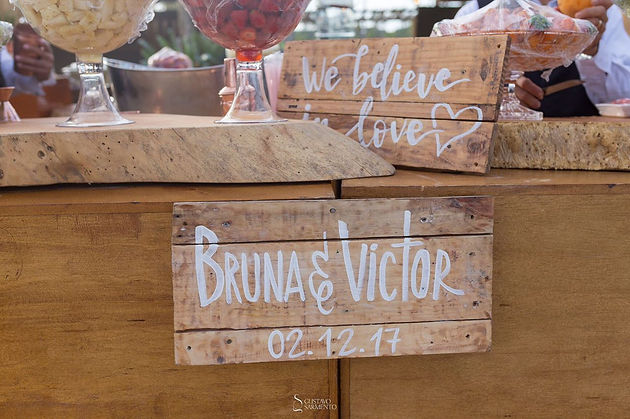 We believe
in love
Bruna & Victor
02.12.17
GUSTAVO
SARMENTO